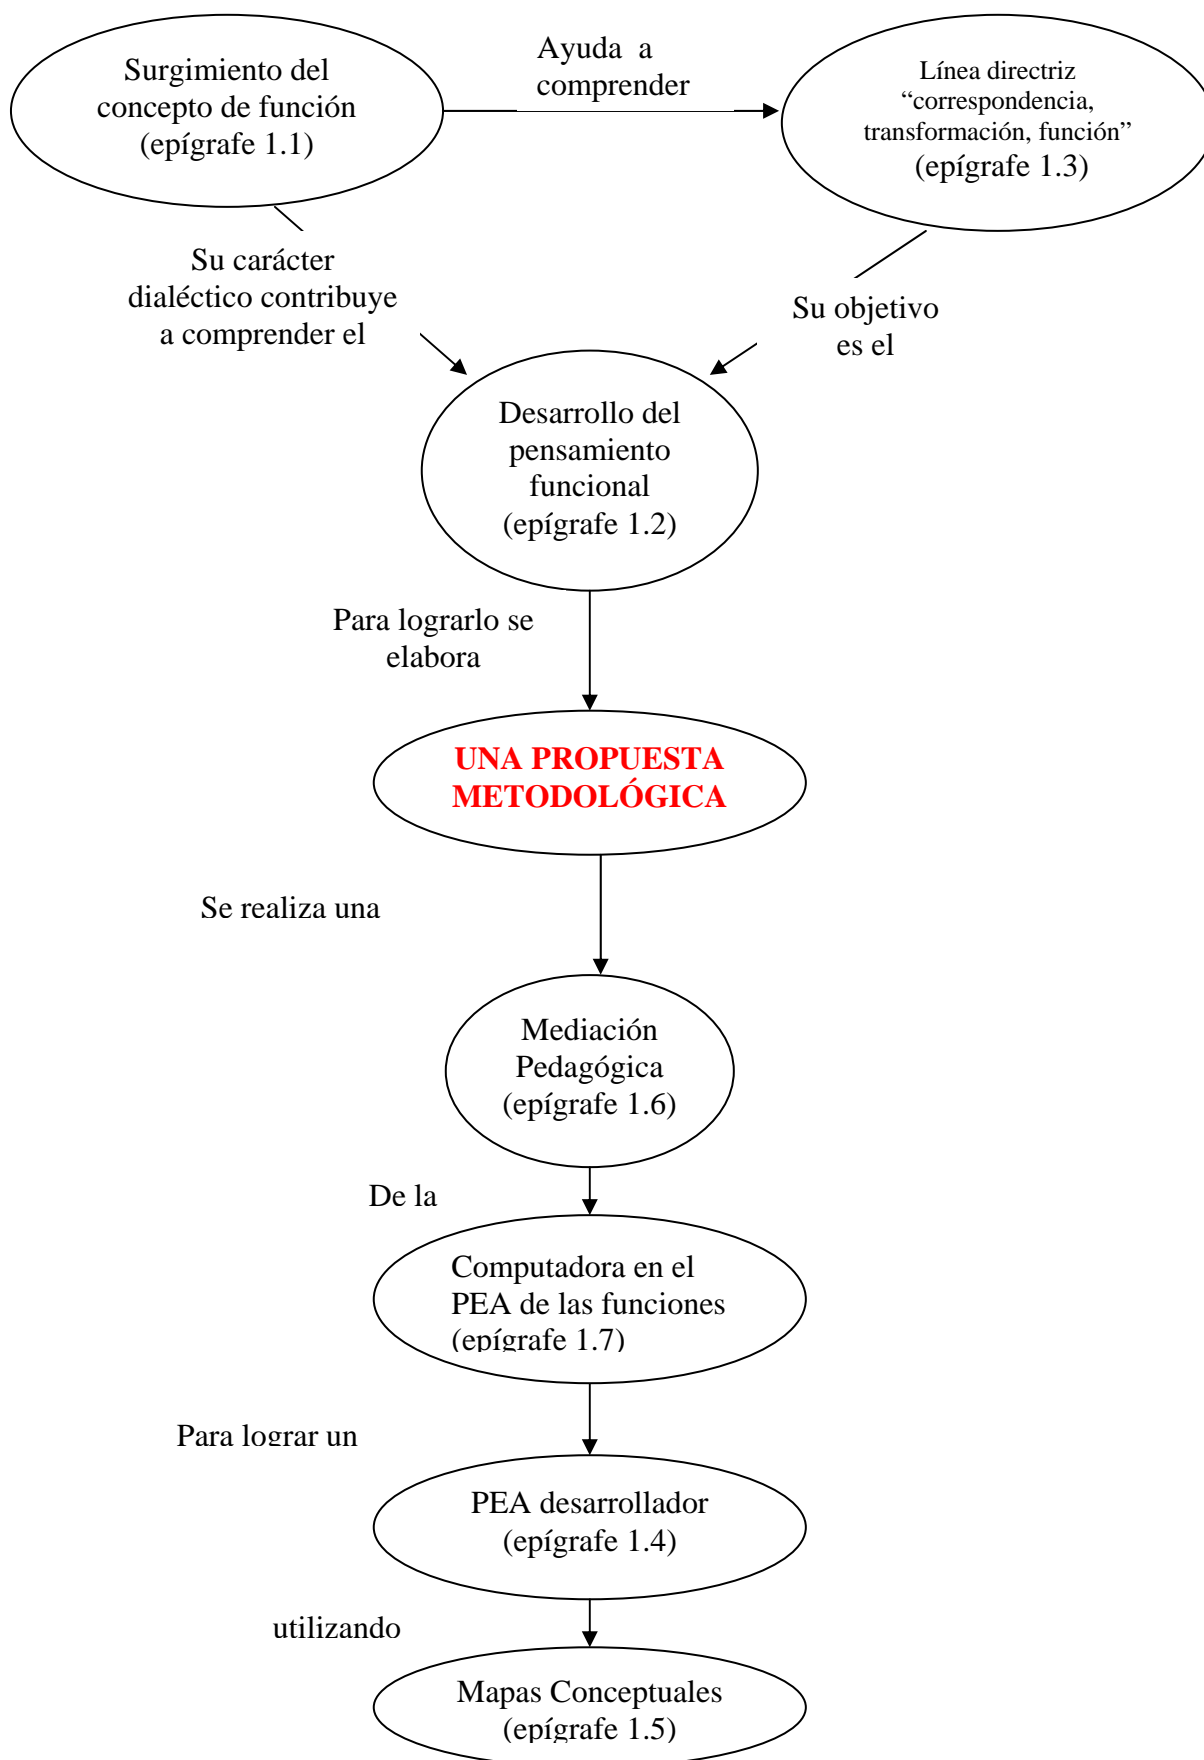 Surgimiento del
concepto de función
(epígrafe 1.1)
Ayuda a
comprender
Línea directriz
“correspondencia,
transformación, función”
(epígrafe 1.3)
Su carácter
dialéctico contribuye
a comprender el
Su objetivo
es el
Desarrollo del
pensamiento
funcional
(epígrafe 1.2)
Para lograrlo se
elabora
UNA PROPUESTA
METODOLÓGICA
Se realiza una
Mediación
Pedagógica
(epígrafe 1.6)
De la
Computadora en el
PEA de las funciones
(epígrafe 1.7)
Para lograr un
PEA desarrollador
(epígrafe 1.4)
utilizando
Mapas Conceptuales
(epígrafe 1.5)